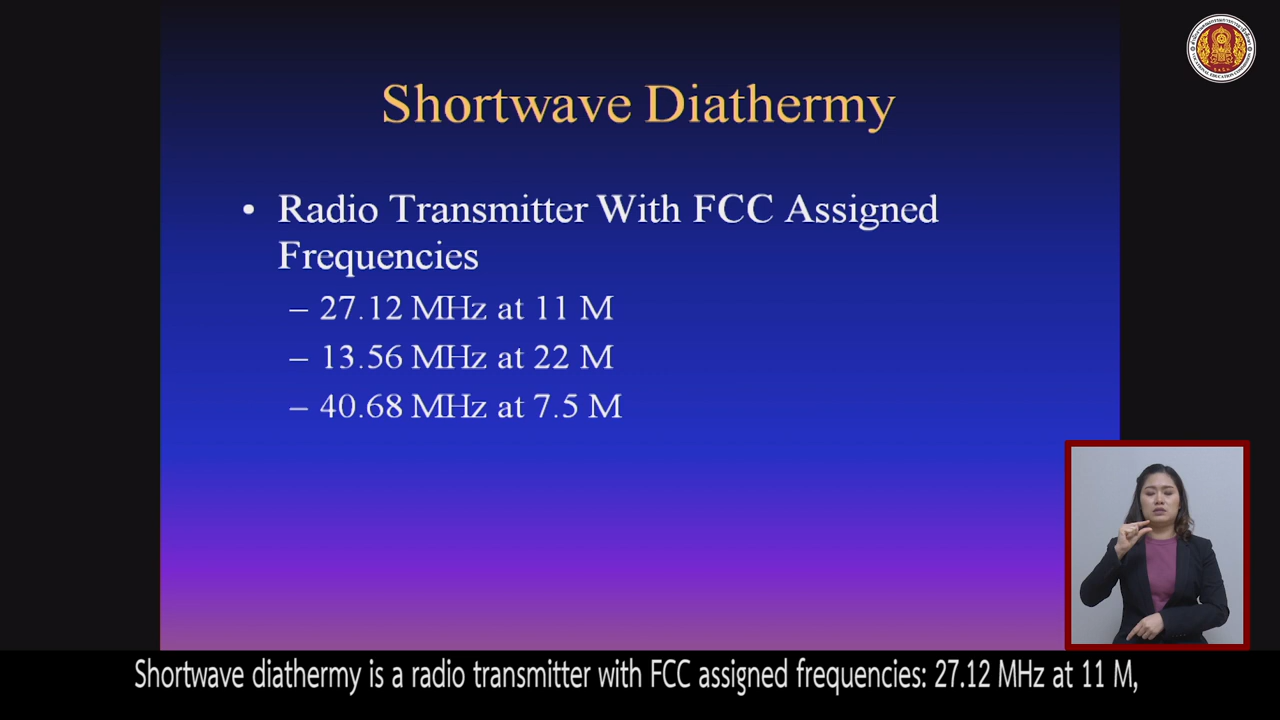 Shortwave Diathermy
• Radio Transmitter With FCC Assigned
Frequencies
– 27.12 MHz at 11 M
– 13.56 MHz at 22 M
– 40.68 MHz at 7.5 M
Shortwave diathermy is a radio transmitter with FCC assigned frequencies: 27.12 MHz at 11 M,